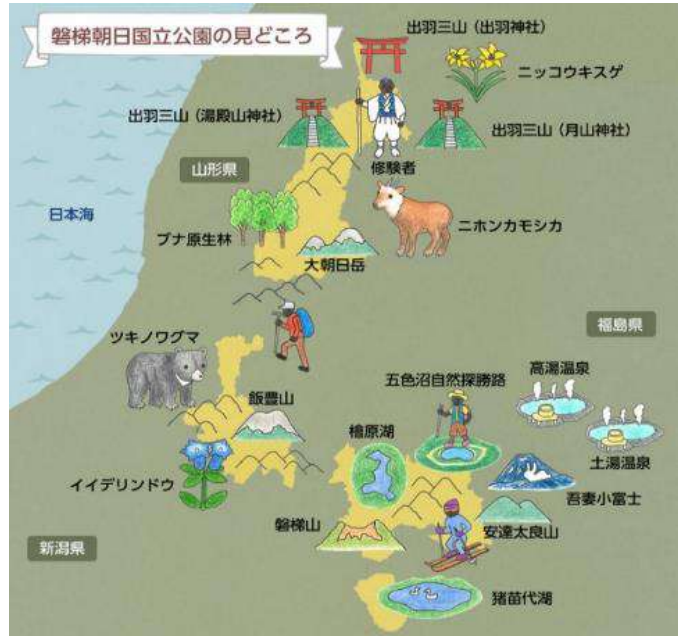 磐梯朝日国立公園の見どころ
出羽三山（出羽神社）
ニッコウキスゲ
出羽三山（湯殿山神社）
出羽三山（月山神社）
修験者
山形県
日本海
ブナ原生林
ニホンカモシカ
大朝日岳
福島県
ツキノワグマ
高湯温泉
五色沼自然探勝路
飯豊山
檜原湖
土湯温泉
イイデリンドウ
吾妻小富士
磐梯山
安達太良山
新潟県
猪苗代湖